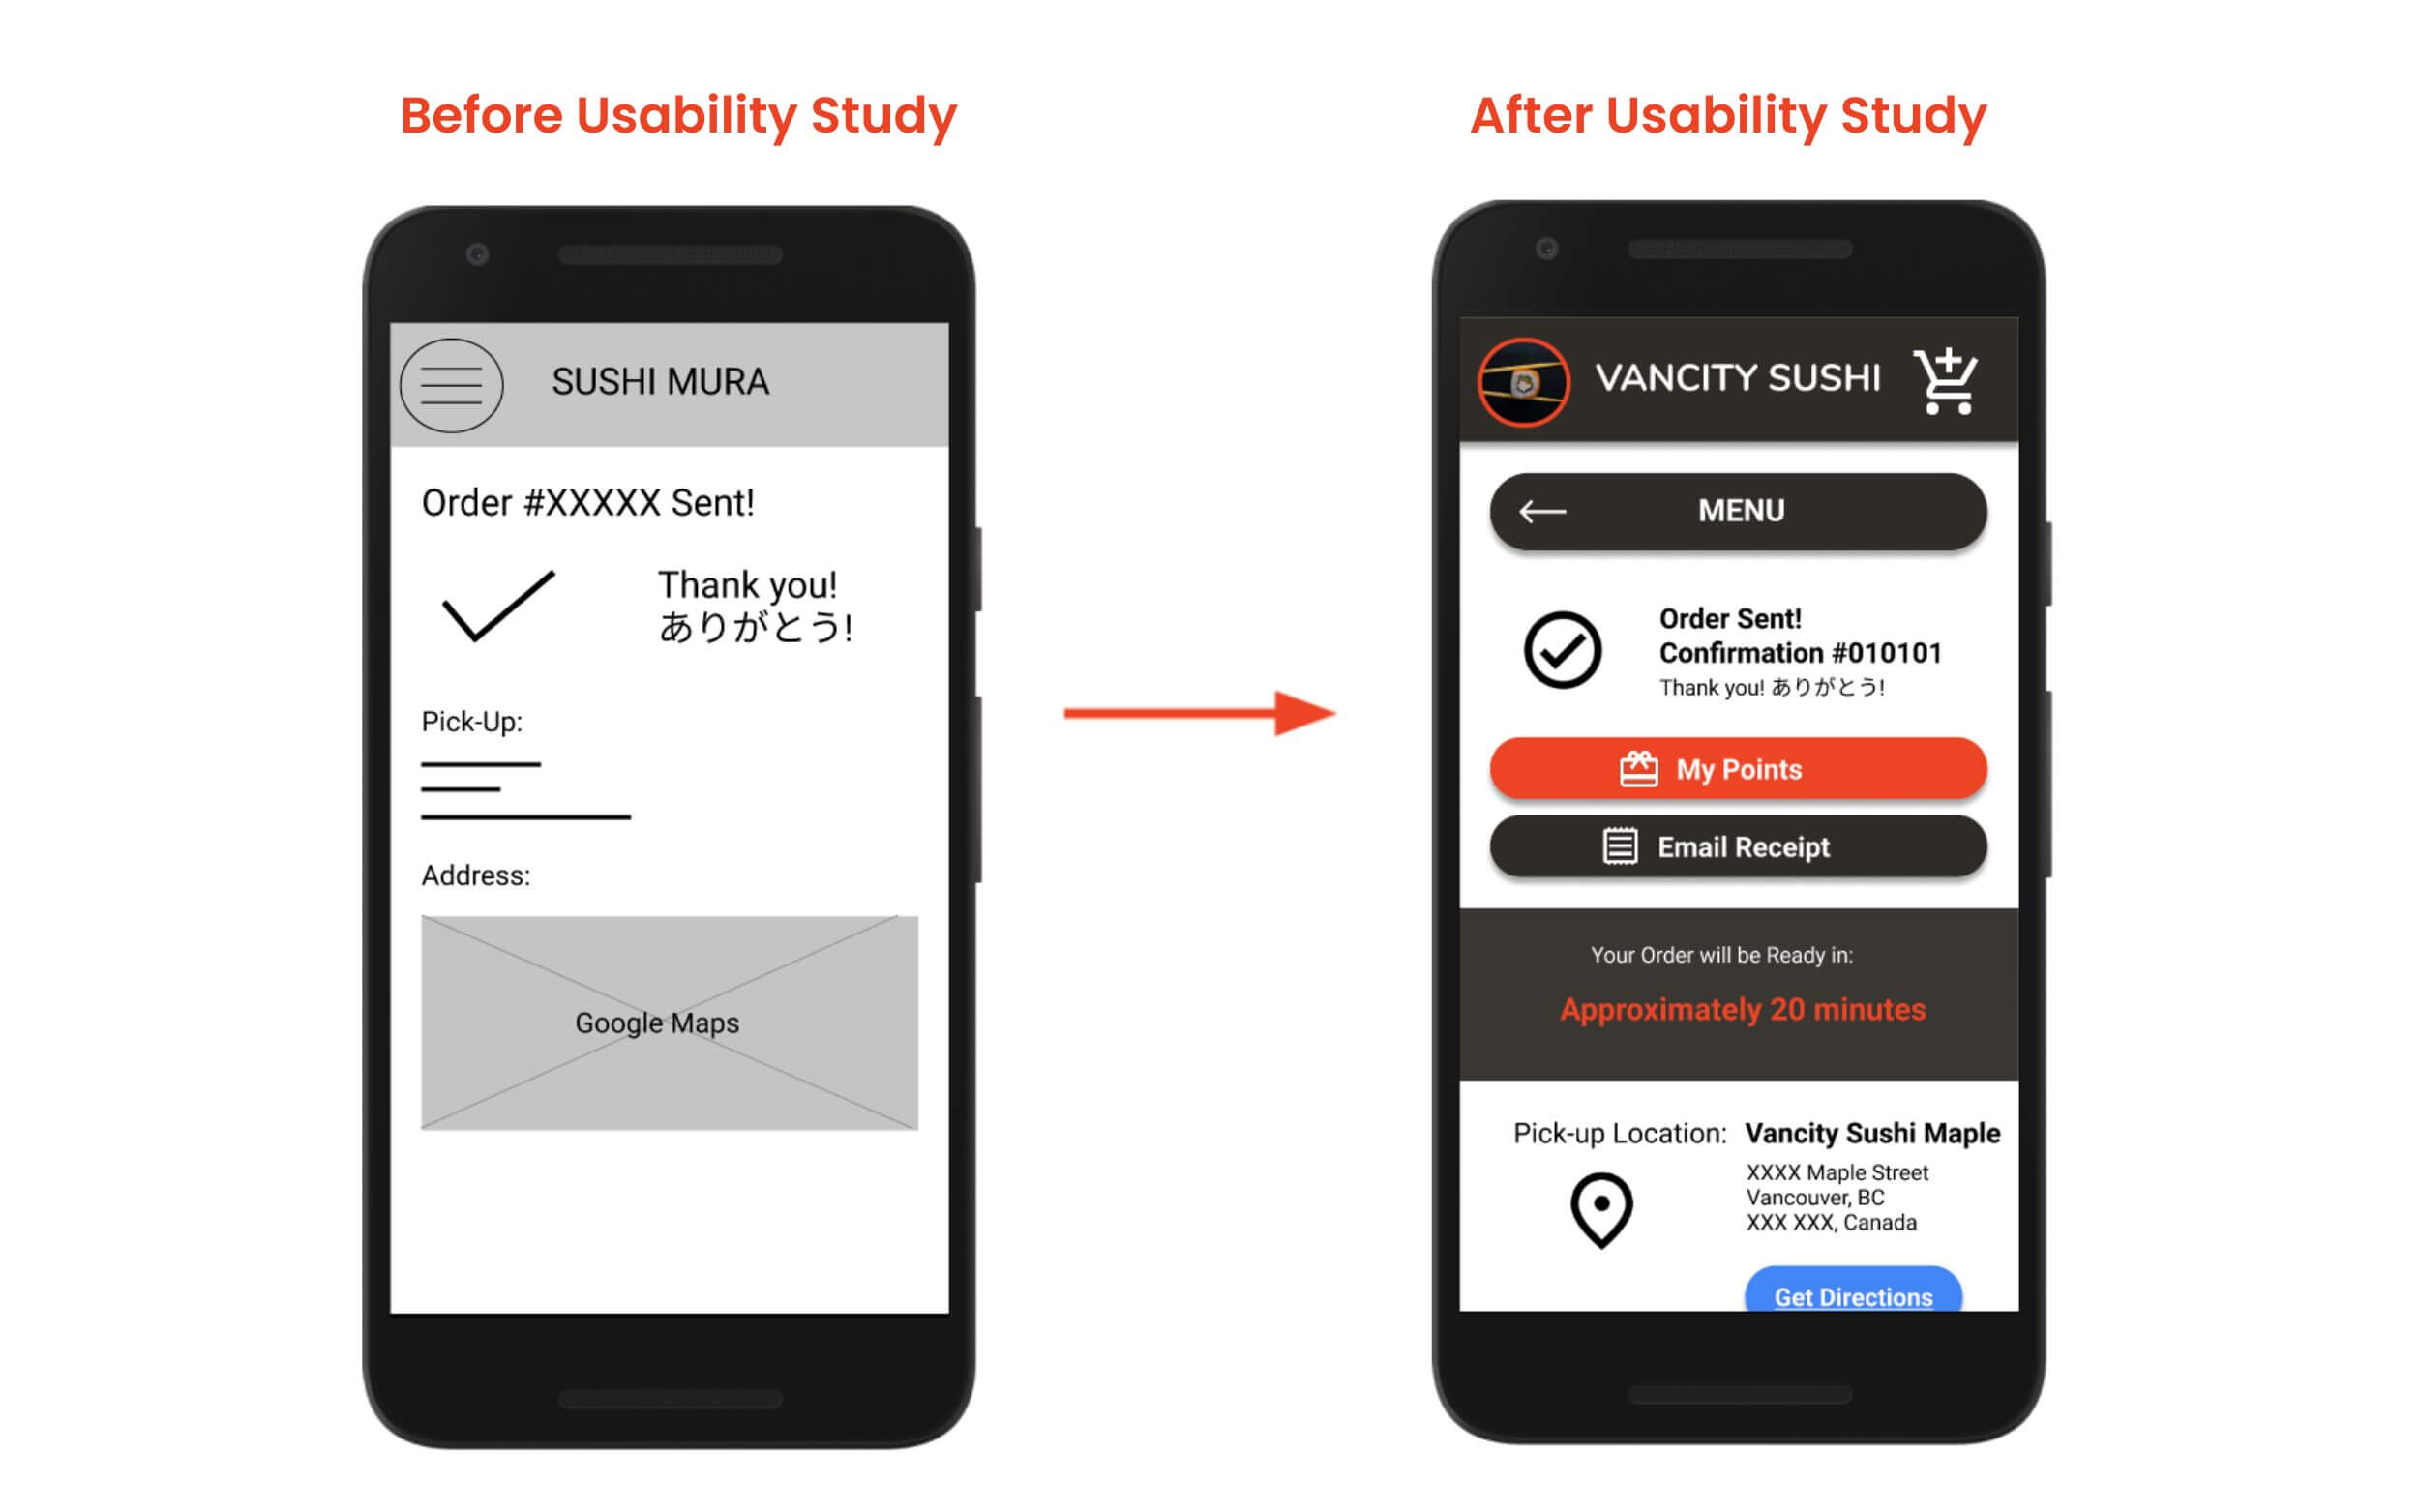 Before Usability Study
After Usability Study
SUSHI MURA
Order #XXXXX Sent!
Thank you!
ありがとう!
Pick-Up:
Address:
Google Maps
VANCITY SUSHI
MENU
Order Sent!
Confirmation #010101
Thank you! ありがとう!
My Points
Email Receipt
Your Order will be Ready in:
Approximately 20 minutes
Pick-up Location: Vancity Sushi Maple
XXXX Maple Street
Vancouver, BC
XXX XXX, Canada
Get Directions